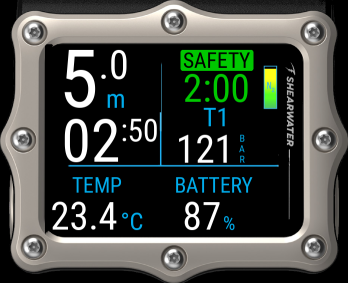 5.0 m
SAFETY
2:00
N₂
02:50
T1
121 BAR
TEMP
BATTERY
23.4 °C
87 %
SHEARWATER